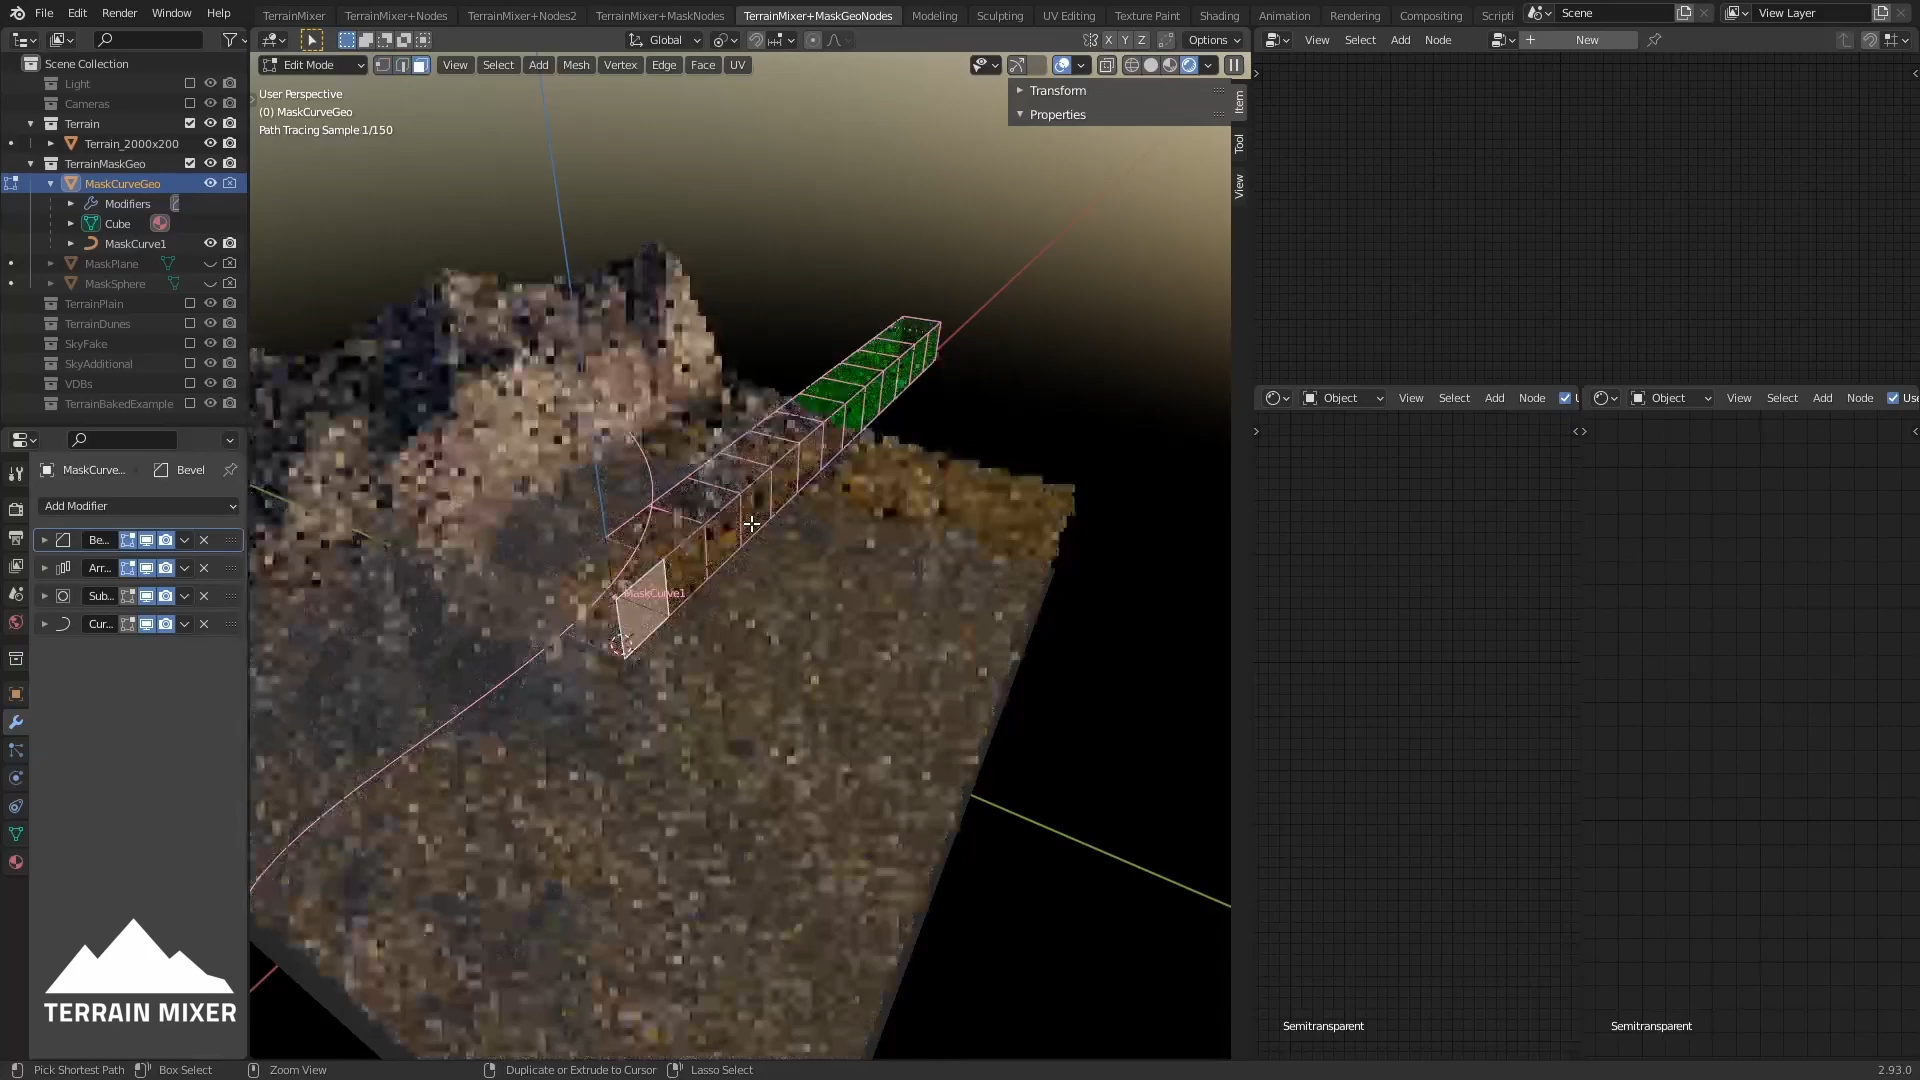 File Edit Render Window Help TerrainMixer TerrainMixer+Nodes TerrainMixer+Nodes2 TerrainMixer+MaskNodes TerrainMixer+MaskGeoNodes Modeling Sculpting UV Editing Texture Paint Shading Animation Rendering Compositing Scripti Scene View Layer
Global X Y Z Options View Select Add Node New
Edit Mode View Select Add Mesh Vertex Edge Face UV
Scene Collection
Light
Cameras
Terrain
Terrain_2000x200
TerrainMaskGeo
MaskCurveGeo
Modifiers
Cube
MaskCurve1
MaskPlane
MaskSphere
TerrainPlain
TerrainDunes
SkyFake
SkyAdditional
VDBs
TerrainBakedExample
MaskCurve... Bevel
Add Modifier
Be...
Arr...
Sub...
Cur...
TERRAIN MIXER
User Perspective
(0) MaskCurveGeo
Path Tracing Sample 1/150
Transform
Properties
Item
Tool
View
MaskCurve1
Object View Select Add Node U
Object View Select Add Node Use
Semitransparent
Semitransparent
Pick Shortest Path Box Select Zoom View Duplicate or Extrude to Cursor Lasso Select 2.93.0